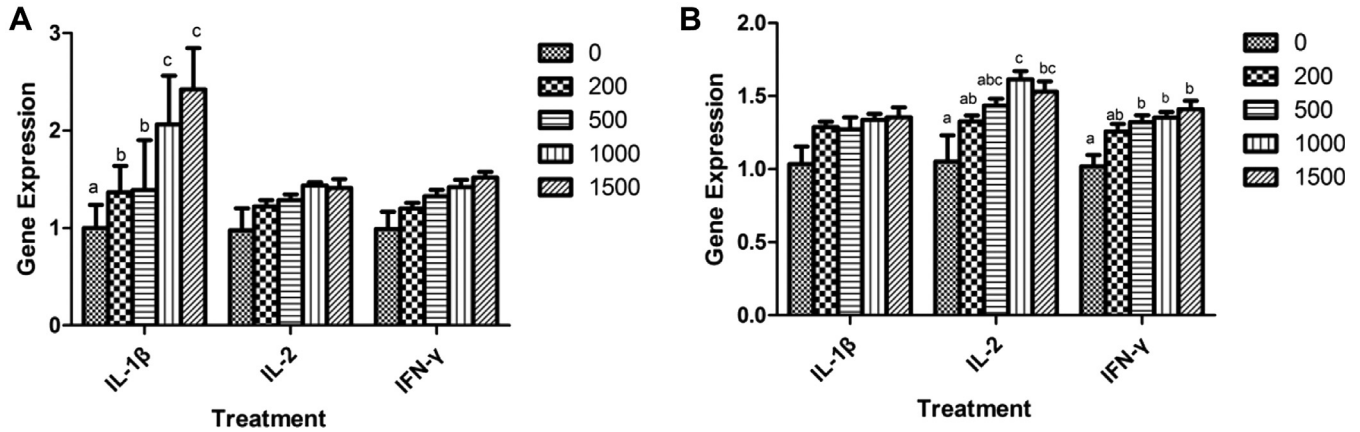 A
Gene Expression
3
2
1
0
a
b
b
c
c
IL-1β
IL-2
IFN-γ
Treatment
0
200
500
1000
1500
B
Gene Expression
2.0
1.5
1.0
0.5
0.0
a
ab
abc
c
bc
a
ab
b
b
b
IL-1β
IL-2
IFN-γ
Treatment
0
200
500
1000
1500